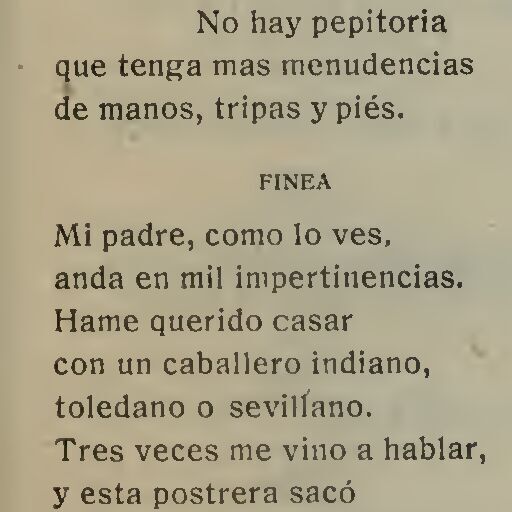 No hay pepitoria
que tenga mas menudencias
de manos, tripas y piés.
FINEA
Mi padre, como lo ves,
anda en mil impertinencias.
Hame querido casar
con un caballero indiano,
toledano o sevillano.
Tres veces me vino a hablar,
y esta postrera sacó